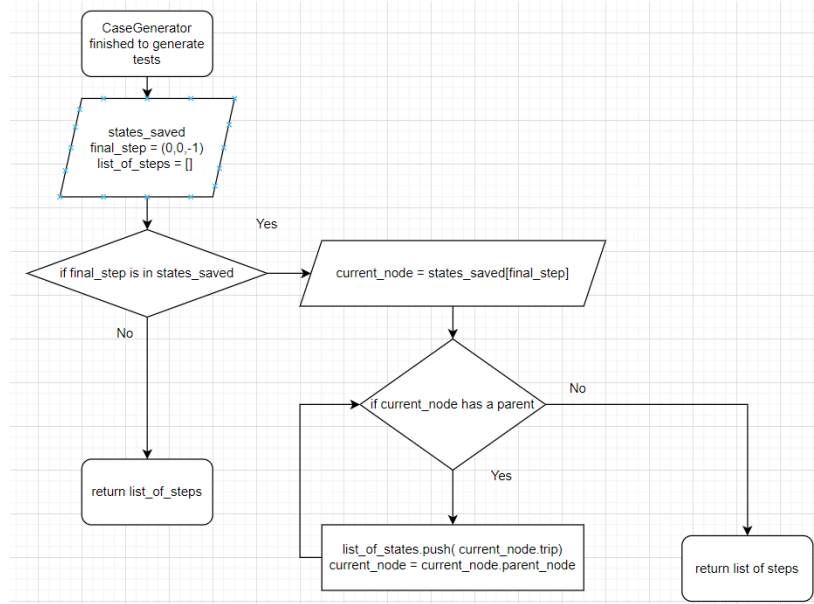 CaseGenerator
finished to generate
tests
states_saved
final_step = (0,0,-1)
list_of_steps = []
Yes
if final_step is in states_saved
current_node = states_saved[final_step]
No
if current_node has a parent
No
Yes
return list_of_steps
list_of_states.push( current_node.trip)
current_node = current_node.parent_node
return list of steps